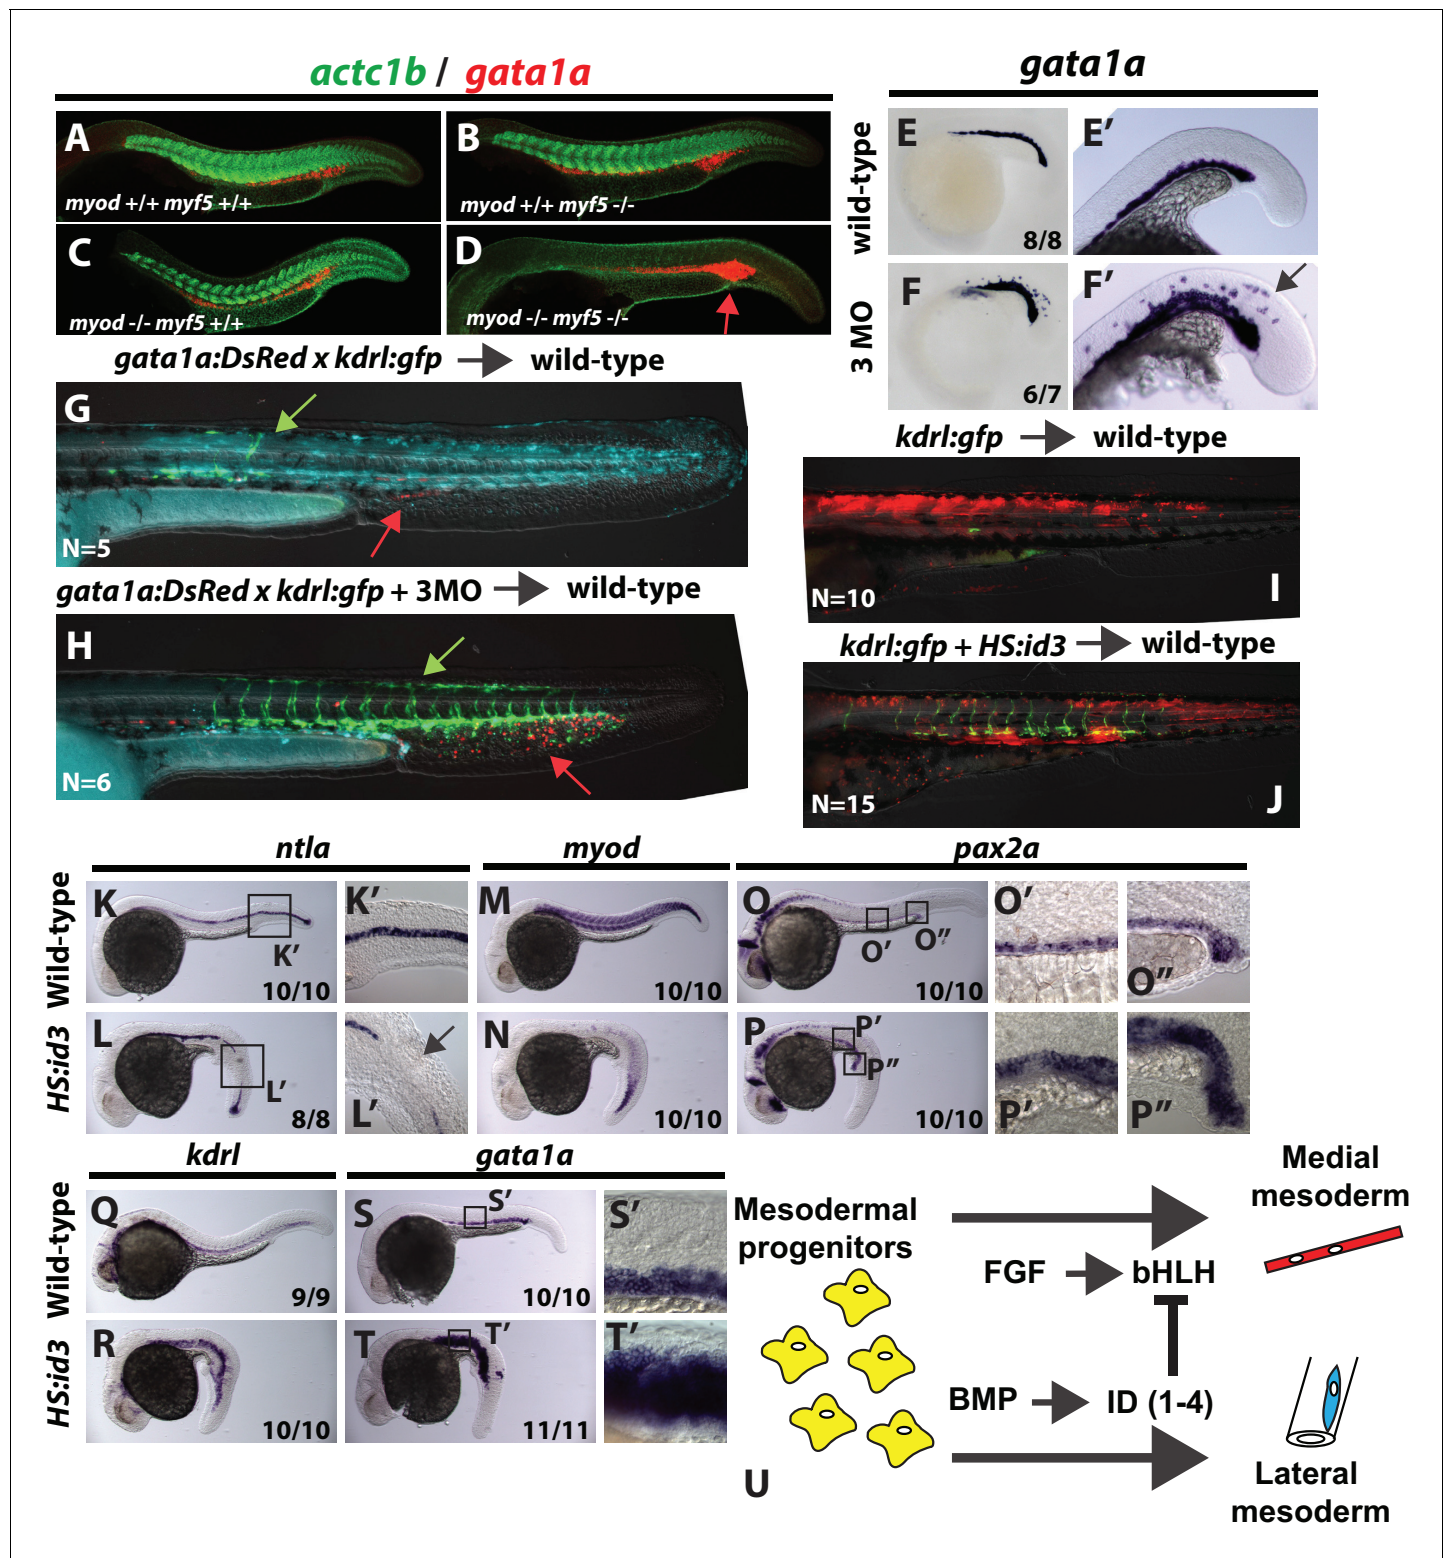 actc1b / gata1a
gata1a
A
myod +/+ myf5 +/+
B
myod +/+ myf5 -/-
C
myod -/- myf5 +/+
D
myod -/- myf5 -/-
wild-type
E
8/8
E′
3 MO
F
6/7
F′
gata1a:DsRed x kdrl:gfp wild-type
G
N=5
gata1a:DsRed x kdrl:gfp + 3MO wild-type
H
N=6
kdrl:gfp wild-type
N=10
I
kdrl:gfp + HS:id3 wild-type
N=15
J
ntla
myod
pax2a
Wild-type
K
K′
10/10
K′
M
10/10
O
O′
O″
10/10
O′
O″
HS:id3
L
L′
8/8
L′
N
10/10
P
P′
P″
10/10
P′
P″
kdrl
gata1a
Wild-type
Q
9/9
S
S′
10/10
S′
HS:id3
R
10/10
T
T′
11/11
T′
Mesodermal
progenitors
Medial
mesoderm
FGF bHLH
BMP ID (1-4)
Lateral
mesoderm
U